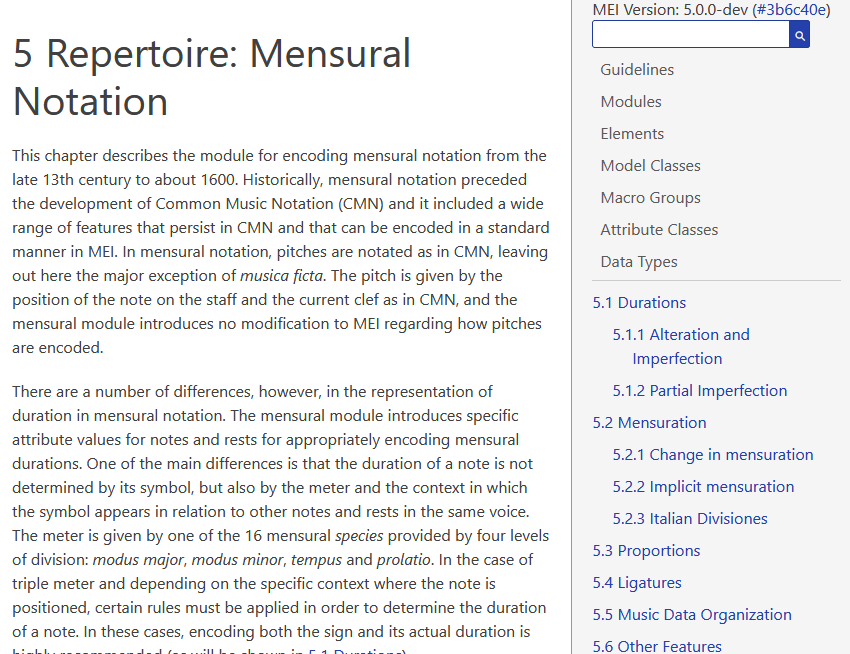 5 Repertoire: Mensural
Notation
This chapter describes the module for encoding mensural notation from the
late 13th century to about 1600. Historically, mensural notation preceded
the development of Common Music Notation (CMN) and it included a wide
range of features that persist in CMN and that can be encoded in a standard
manner in MEI. In mensural notation, pitches are notated as in CMN, leaving
out here the major exception of musica ficta. The pitch is given by the
position of the note on the staff and the current clef as in CMN, and the
mensural module introduces no modification to MEI regarding how pitches
are encoded.
There are a number of differences, however, in the representation of
duration in mensural notation. The mensural module introduces specific
attribute values for notes and rests for appropriately encoding mensural
durations. One of the main differences is that the duration of a note is not
determined by its symbol, but also by the meter and the context in which
the symbol appears in relation to other notes and rests in the same voice.
The meter is given by one of the 16 mensural species provided by four levels
of division: modus major, modus minor, tempus and prolatio. In the case of
triple meter and depending on the specific context where the note is
positioned, certain rules must be applied in order to determine the duration
of a note. In these cases, encoding both the sign and its actual duration is
highly recommended (as will be shown in 5.1 Durations).
MEI Version: 5.0.0-dev (#3b6c40e)
Guidelines
Modules
Elements
Model Classes
Macro Groups
Attribute Classes
Data Types
5.1 Durations
5.1.1 Alteration and
Imperfection
5.1.2 Partial Imperfection
5.2 Mensuration
5.2.1 Change in mensuration
5.2.2 Implicit mensuration
5.2.3 Italian Divisiones
5.3 Proportions
5.4 Ligatures
5.5 Music Data Organization
5.6 Other Features